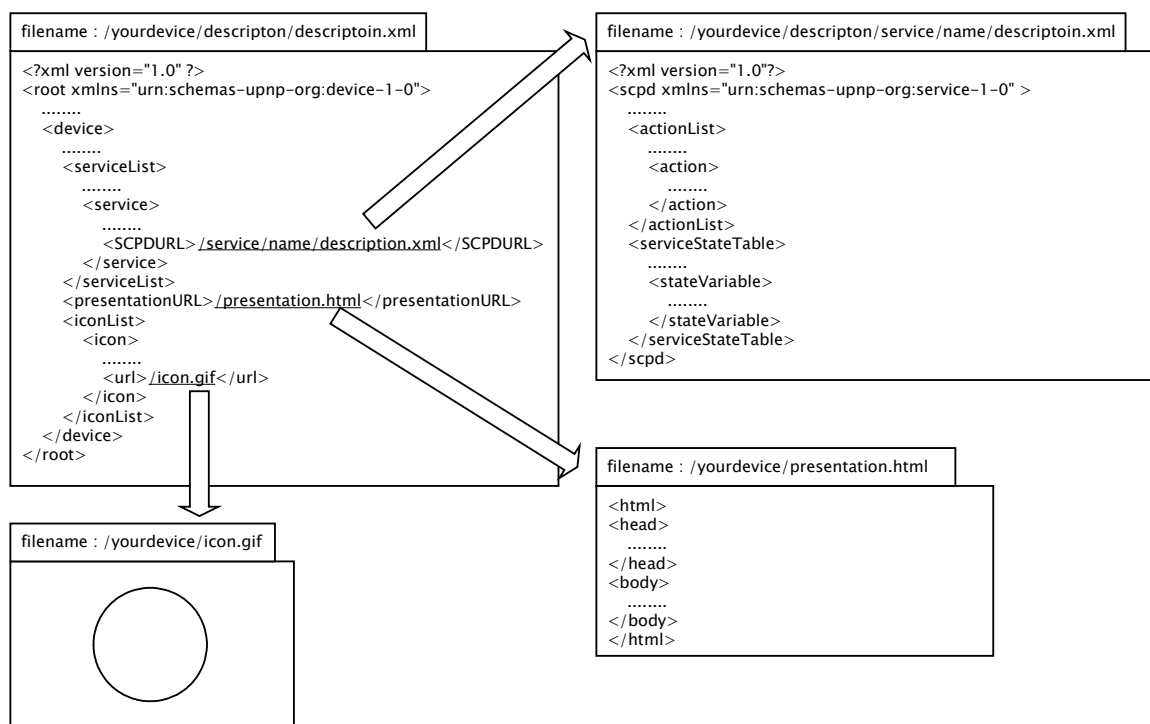 filename : /yourdevice/descripton/descriptoin.xml
<?xml version="1.0" ?>
<root xmlns="urn:schemas-upnp-org:device-1-0">
........
<device>
........
<serviceList>
........
<service>
........
<SCPDURL>/service/name/description.xml</SCPDURL>
</service>
</serviceList>
<presentationURL>/presentation.html</presentationURL>
<iconList>
<icon>
........
<url>/icon.gif</url>
</icon>
</iconList>
</device>
</root>
filename : /yourdevice/descripton/service/name/descriptoin.xml
<?xml version="1.0"?>
<scpd xmlns="urn:schemas-upnp-org:service-1-0" >
........
<actionList>
........
<action>
........
</action>
</actionList>
<serviceStateTable>
........
<stateVariable>
........
</stateVariable>
</serviceStateTable>
</scpd>
filename : /yourdevice/presentation.html
<html>
<head>
........
</head>
<body>
........
</body>
</html>
filename : /yourdevice/icon.gif